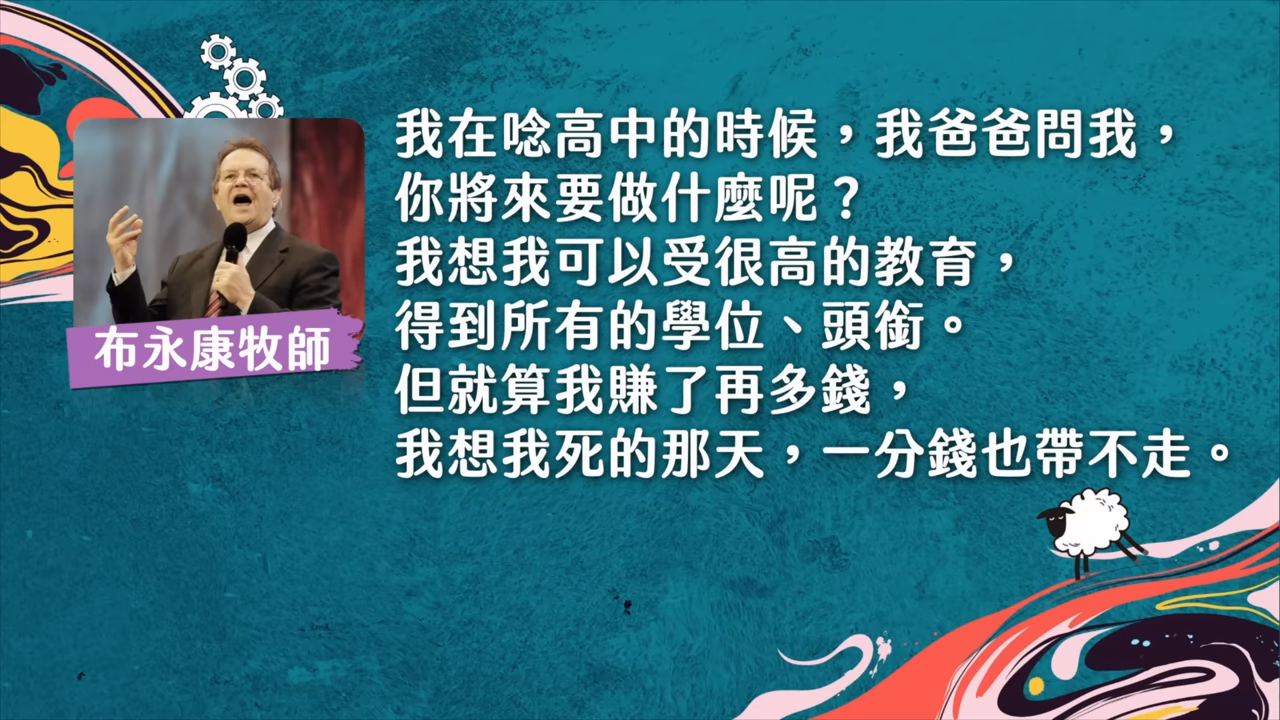 布永康牧師
我在唸高中的時候，我爸爸問我，
你將來要做什麼呢？
我想我可以受很高的教育，
得到所有的學位、頭銜。
但就算我賺了再多錢，
我想我死的那天，一分錢也帶不走。